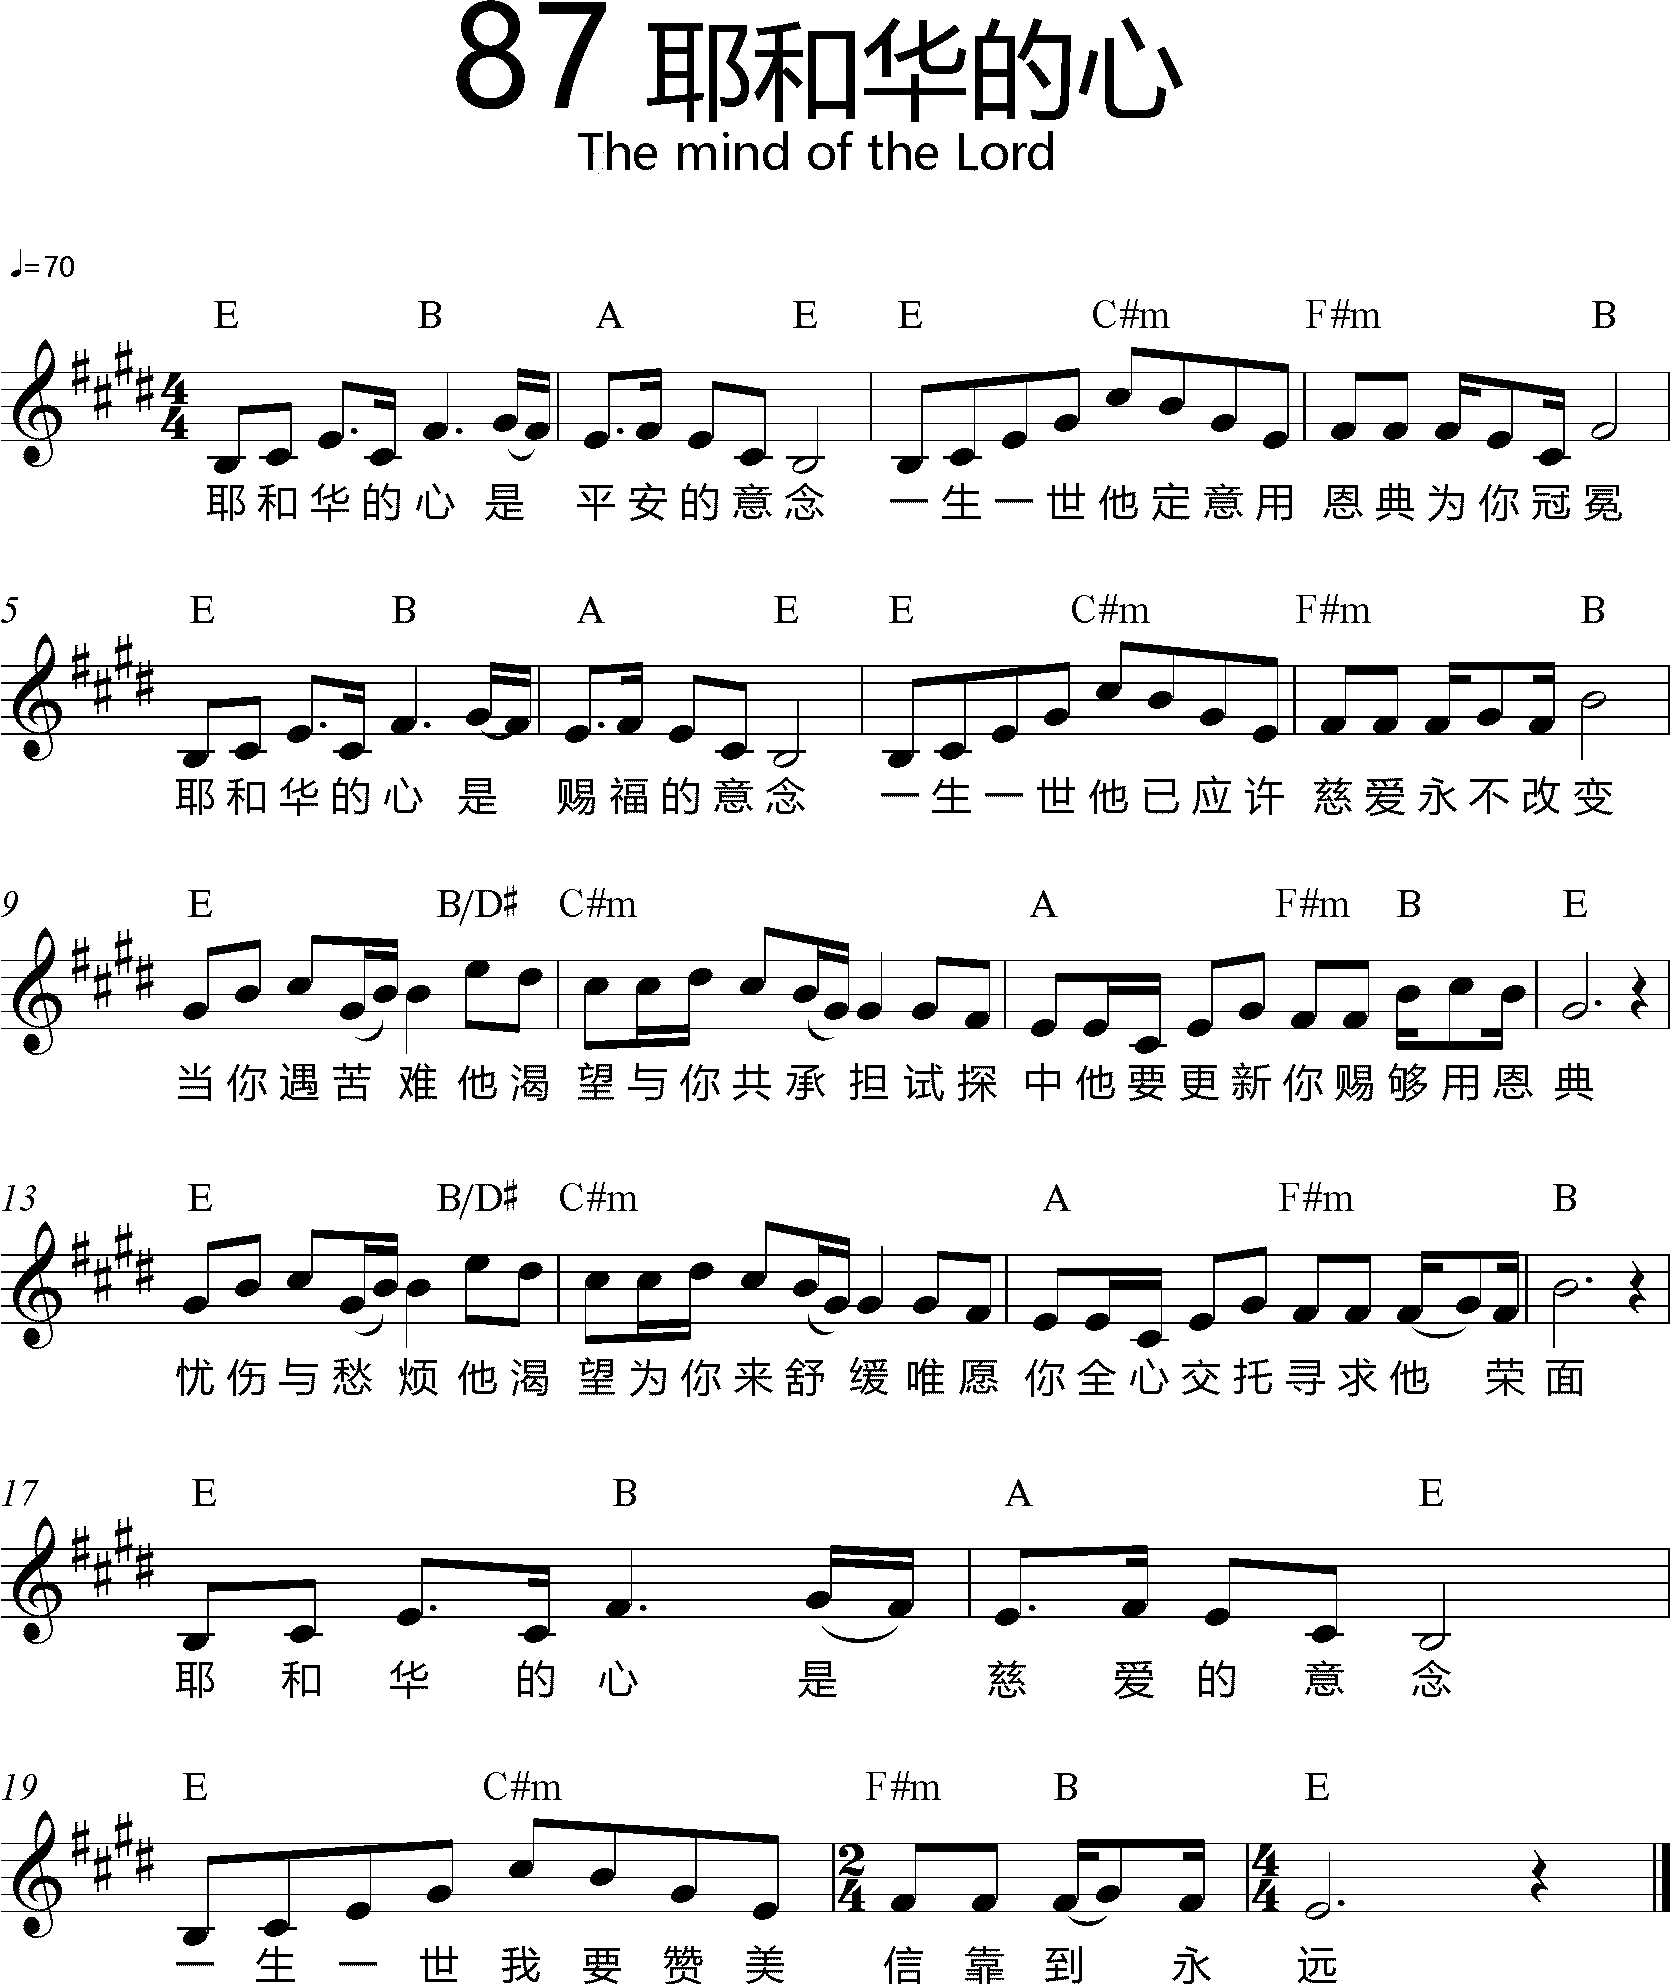 87 耶和华的心
The mind of the Lord
♩=70
E B A E E C#m F#m B
4 4
耶和华的心是 平安的意念 一生一世他定意用 恩典为你冠冕
5 E B A E E C#m F#m B
耶和华的心是 赐福的意念 一生一世他已应许 慈爱永不改变
9 E B/D♯ C#m A F#m B E
当你遇苦难他渴 望与你共承担试探 中他要更新你赐够用恩典
13 E B/D♯ C#m A F#m B
忧伤与愁烦他渴 望为你来舒缓唯愿 你全心交托寻求他 荣面
17 E B A E
耶和华的心是 慈爱的意念
19 E C#m F#m B E
2 4 4 4
一生一世我要赞美 信靠到永远